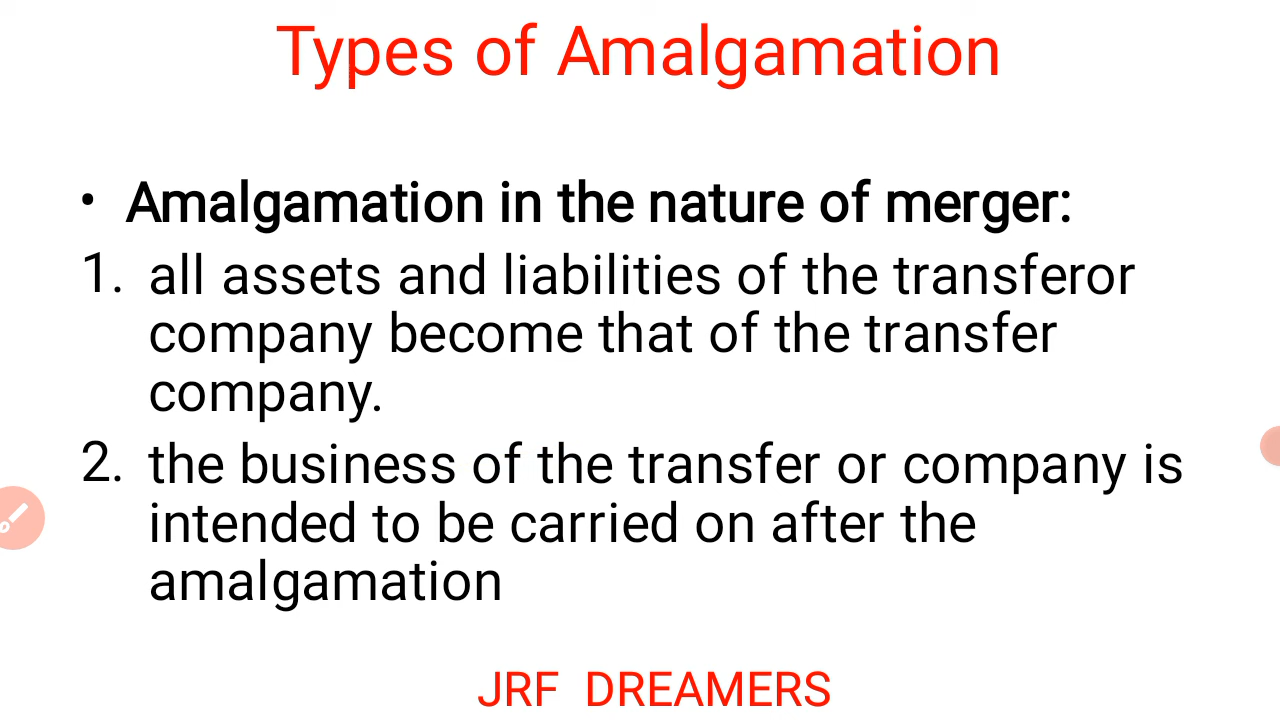 Types of Amalgamation
• Amalgamation in the nature of merger:
1. all assets and liabilities of the transferor
company become that of the transfer
company.
2. the business of the transfer or company is
intended to be carried on after the
amalgamation
JRF DREAMERS